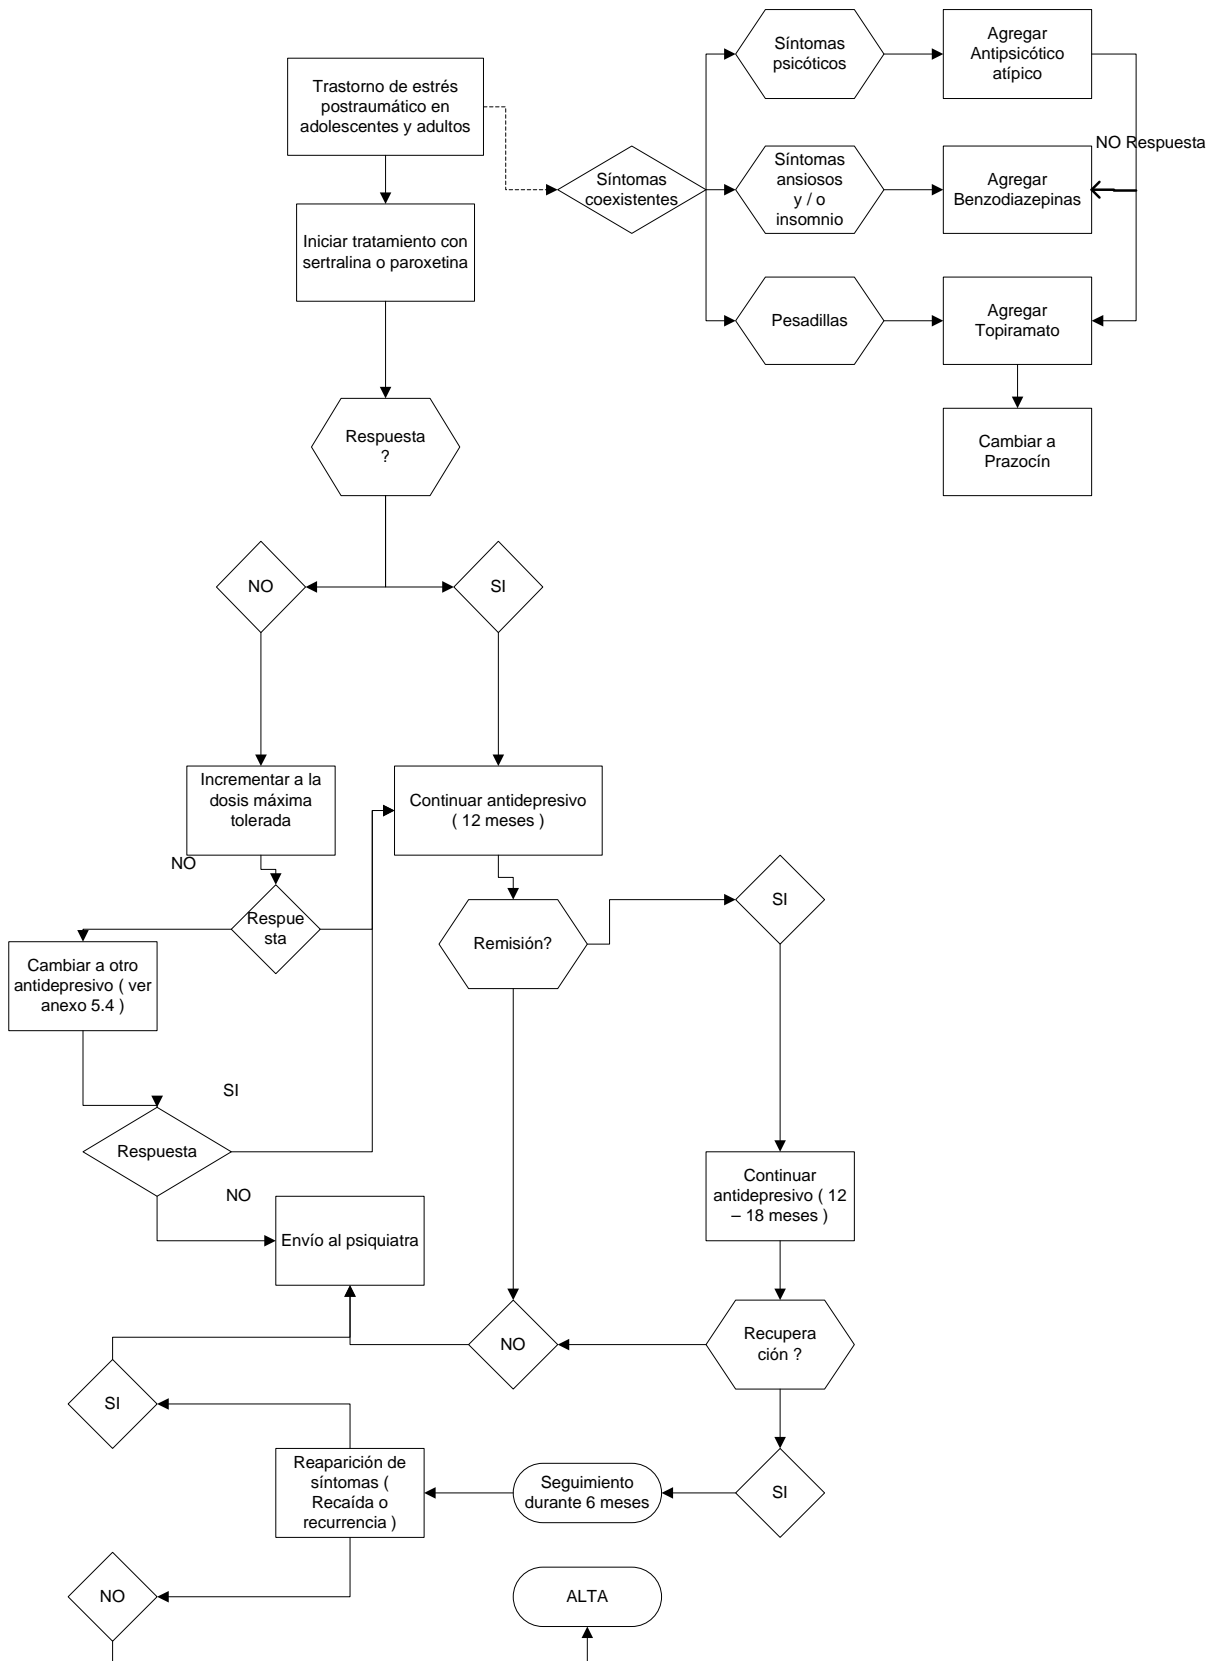 Síntomas
psicóticos
Agregar
Antipsicótico
atípico
Trastorno de estrés
postraumático en
adolescentes y adultos
NO Respuesta
Síntomas
coexistentes
Síntomas
ansiosos
y / o
insomnio
Agregar
Benzodiazepinas
Iniciar tratamiento con
sertralina o paroxetina
Pesadillas
Agregar
Topiramato
Cambiar a
Prazocín
Respuesta
?
NO
SI
Incrementar a la
dosis máxima
tolerada
Continuar antidepresivo
( 12 meses )
NO
SI
Respue
sta
Remisión?
Cambiar a otro
antidepresivo ( ver
anexo 5.4 )
SI
Respuesta
Continuar
antidepresivo ( 12
– 18 meses )
NO
Envío al psiquiatra
NO
Recupera
ción ?
SI
Reaparición de
síntomas (
Recaída o
recurrencia )
Seguimiento
durante 6 meses
SI
NO
ALTA